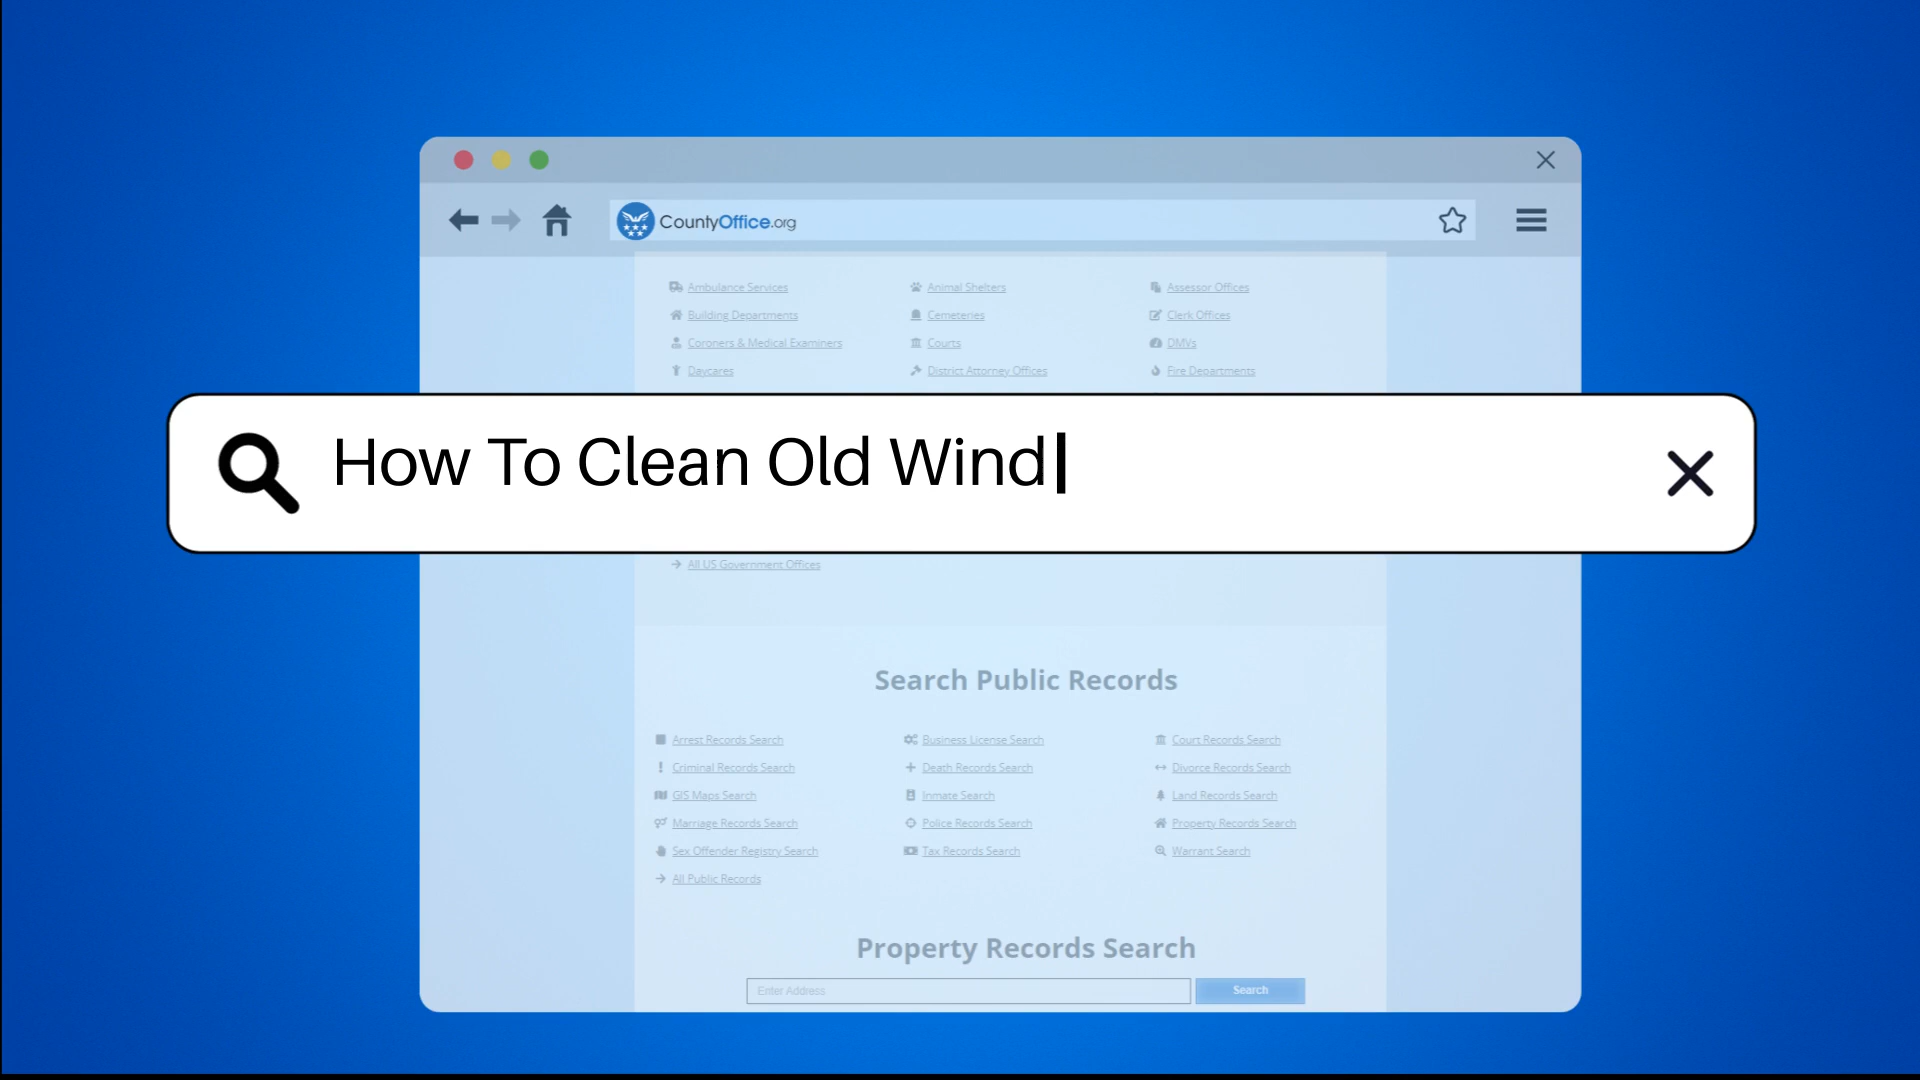 CountyOffice.org
Ambulance Services Animal Shelters Assessor Offices
Building Departments Cemeteries Clerk Offices
Coroners & Medical Examiners Courts DMVs
Daycares District Attorney Offices Fire Departments
How To Clean Old Wind
All US Government Offices
Search Public Records
Arrest Records Search Business License Search Court Records Search
Criminal Records Search Death Records Search Divorce Records Search
GIS Maps Search Inmate Search Land Records Search
Marriage Records Search Police Records Search Property Records Search
Sex Offender Registry Search Tax Records Search Warrant Search
All Public Records
Property Records Search
Enter Address Search